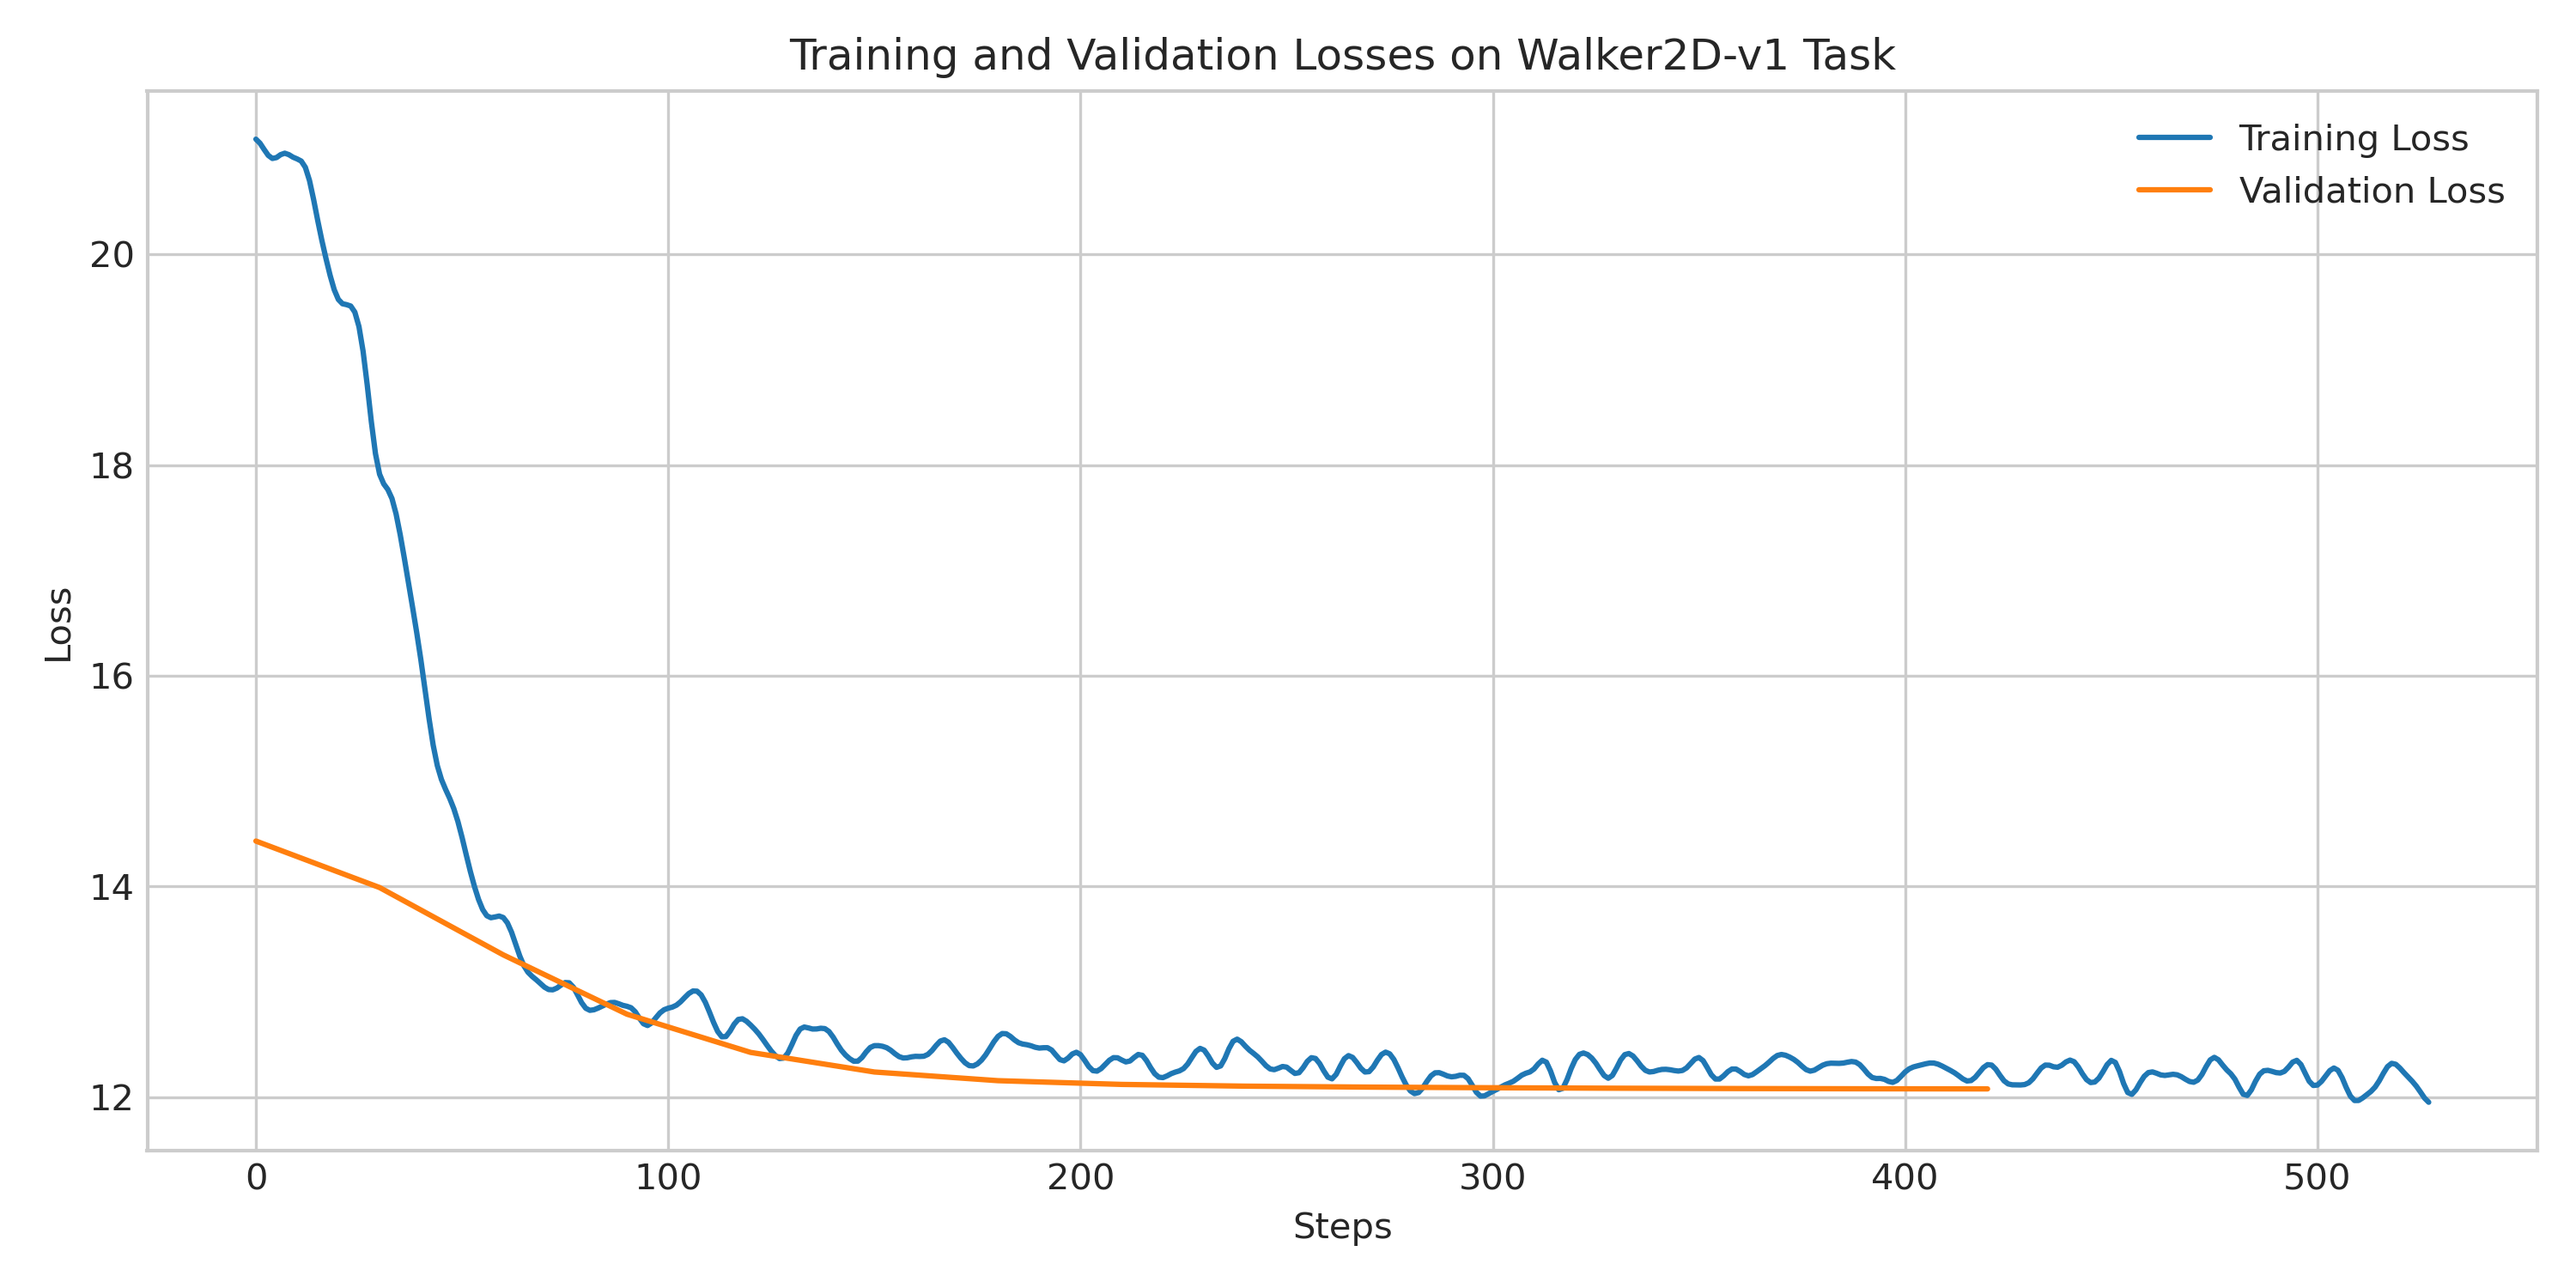 Training and Validation Losses on Walker2D-v1 Task
Training Loss
Validation Loss
20
18
16
14
12
Loss
0 100 200 300 400 500
Steps